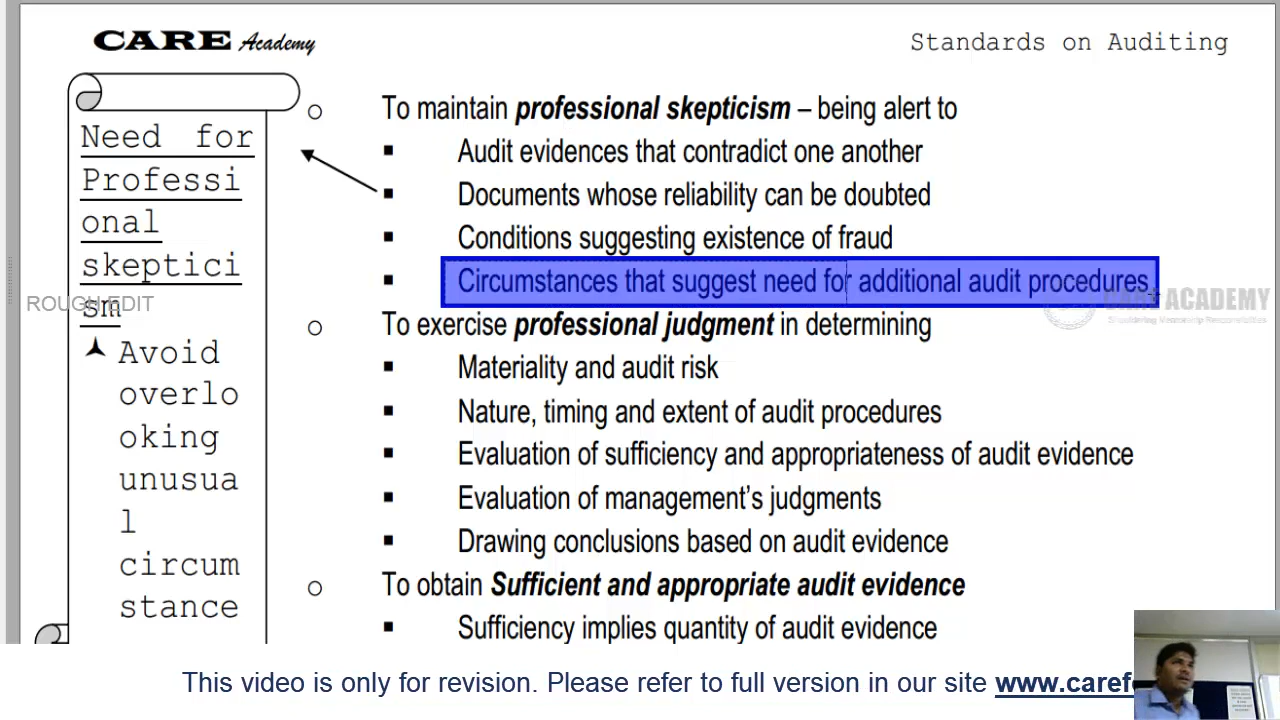 CARE Academy
Standards on Auditing
Need for
Professi
onal
skeptici
sm
Avoid
overlo
oking
unusua
l
circum
stance
o To maintain professional skepticism – being alert to
▪ Audit evidences that contradict one another
▪ Documents whose reliability can be doubted
▪ Conditions suggesting existence of fraud
▪ Circumstances that suggest need for additional audit procedures
o To exercise professional judgment in determining
▪ Materiality and audit risk
▪ Nature, timing and extent of audit procedures
▪ Evaluation of sufficiency and appropriateness of audit evidence
▪ Evaluation of management’s judgments
▪ Drawing conclusions based on audit evidence
o To obtain Sufficient and appropriate audit evidence
▪ Sufficiency implies quantity of audit evidence
ROUGH EDIT
CARE ACADEMY
This video is only for revision. Please refer to full version in our site www.caref